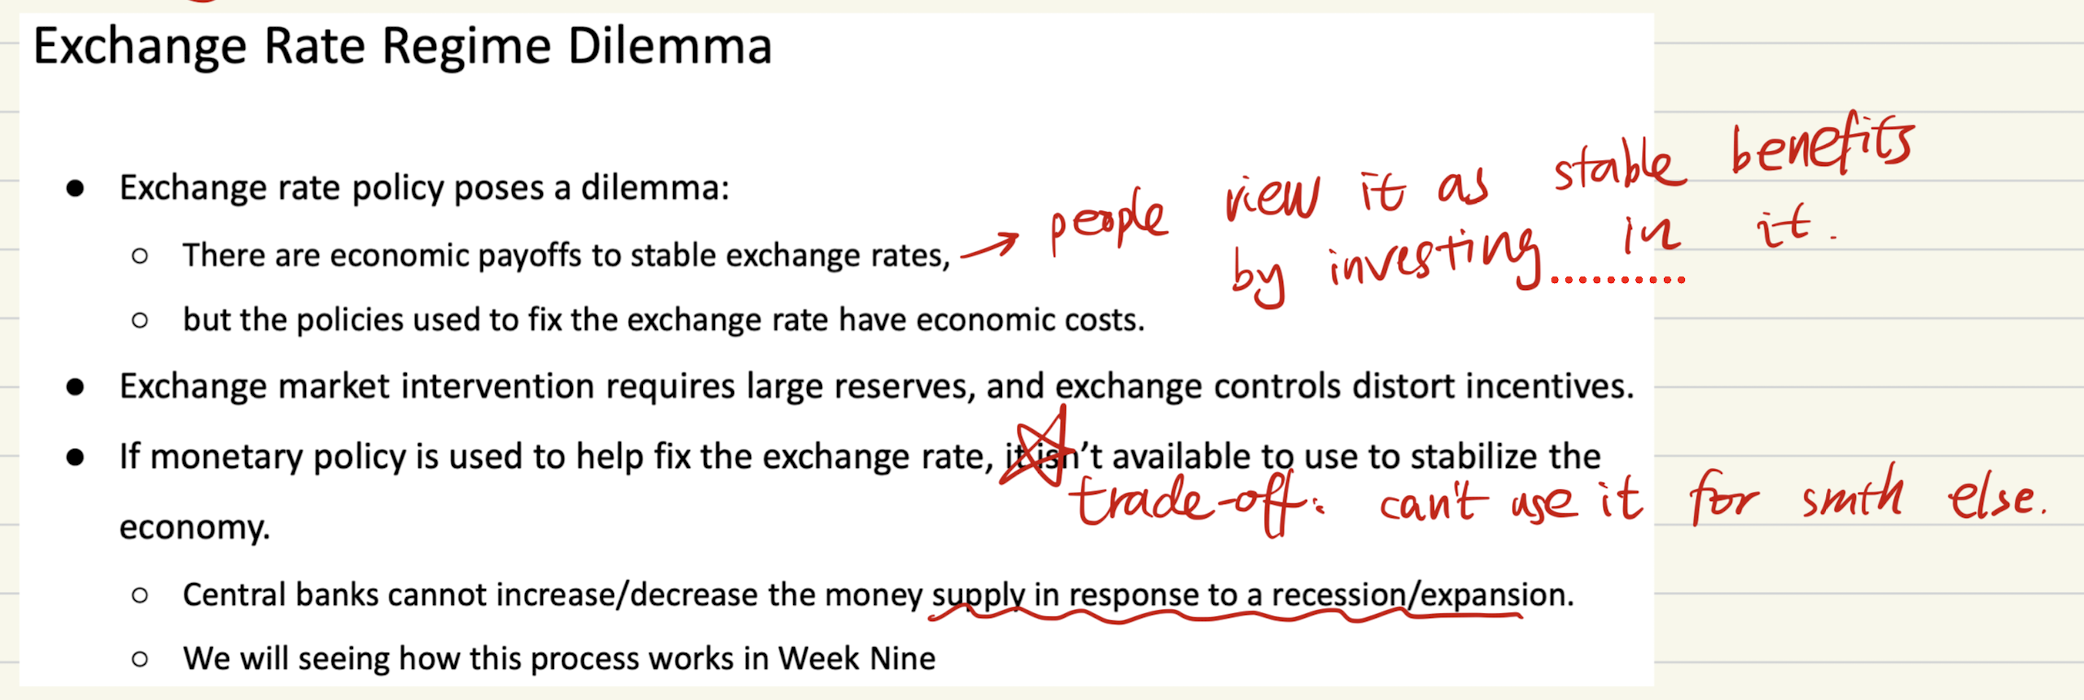 Exchange Rate Regime Dilemma
● Exchange rate policy poses a dilemma:
○ There are economic payoffs to stable exchange rates, → people view it as stable benefits
by investing in it.
○ but the policies used to fix the exchange rate have economic costs.
● Exchange market intervention requires large reserves, and exchange controls distort incentives.
● If monetary policy is used to help fix the exchange rate, it isn't available to use to stabilize the
trade-off: can't use it for smth else.
economy.
○ Central banks cannot increase/decrease the money supply in response to a recession/expansion.
○ We will seeing how this process works in Week Nine